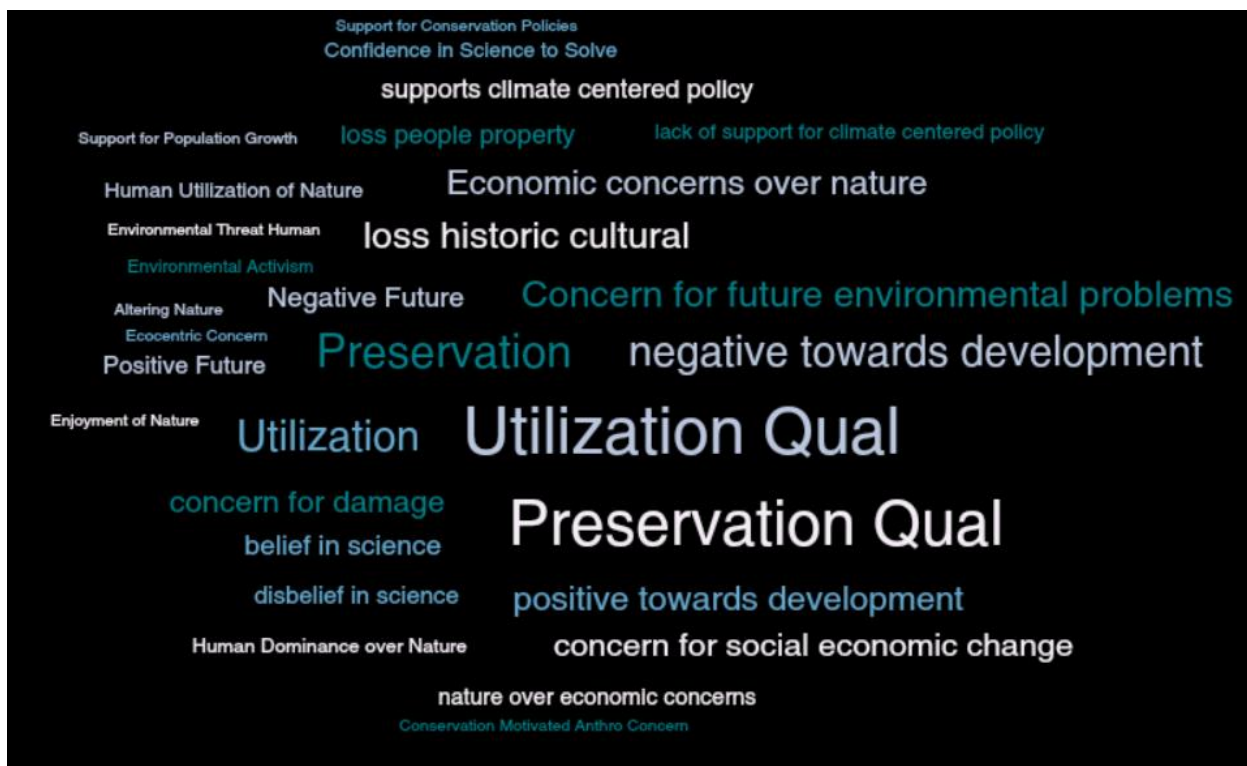 Support for Conservation Policies
Confidence in Science to Solve
supports climate centered policy
Support for Population Growth
loss people property
lack of support for climate centered policy
Human Utilization of Nature
Economic concerns over nature
Environmental Threat Human
loss historic cultural
Environmental Activism
Negative Future
Concern for future environmental problems
Altering Nature
Ecocentric Concern
Preservation
negative towards development
Positive Future
Enjoyment of Nature
Utilization
Utilization Qual
concern for damage
Preservation Qual
belief in science
disbelief in science
positive towards development
Human Dominance over Nature
concern for social economic change
nature over economic concerns
Conservation Motivated Anthro Concern